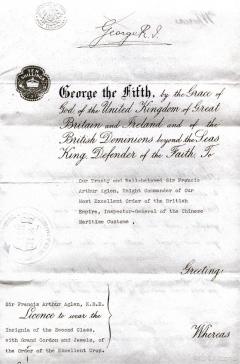 George R.I.
George the Fifth, by the Grace of
God of the United Kingdom of Great
Britain and Ireland and of the
British Dominions beyond the Seas
King, Defender of the Faith, To
Our Trusty and Well-beloved Sir Francis
Arthur Aglen, Knight Commander of Our
Most Excellent Order of the British
Empire, Inspector-General of the Chinese
Maritime Customs ,
Greeting:
Sir Francis Arthur Aglen, K.B.E.
Licence to wear the
Insignia of the Second Class,
with Grand Cordon and Jewels, of
the Order of the Excellent Crop.
Whereas